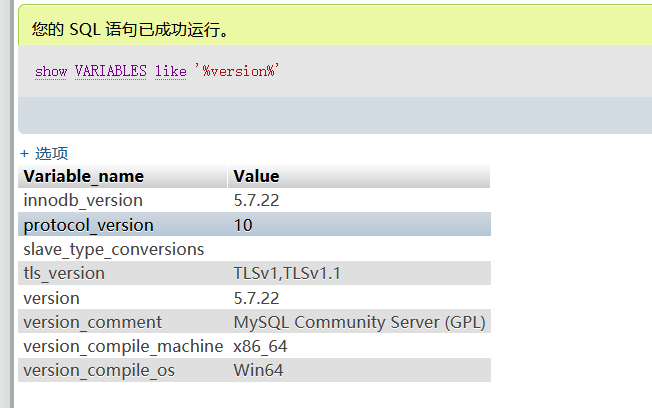 您的 SQL 语句已成功运行。
show VARIABLES like '%version%'
+ 选项
Variable_name Value
innodb_version 5.7.22
protocol_version 10
slave_type_conversions
tls_version TLSv1,TLSv1.1
version 5.7.22
version_comment MySQL Community Server (GPL)
version_compile_machine x86_64
version_compile_os Win64